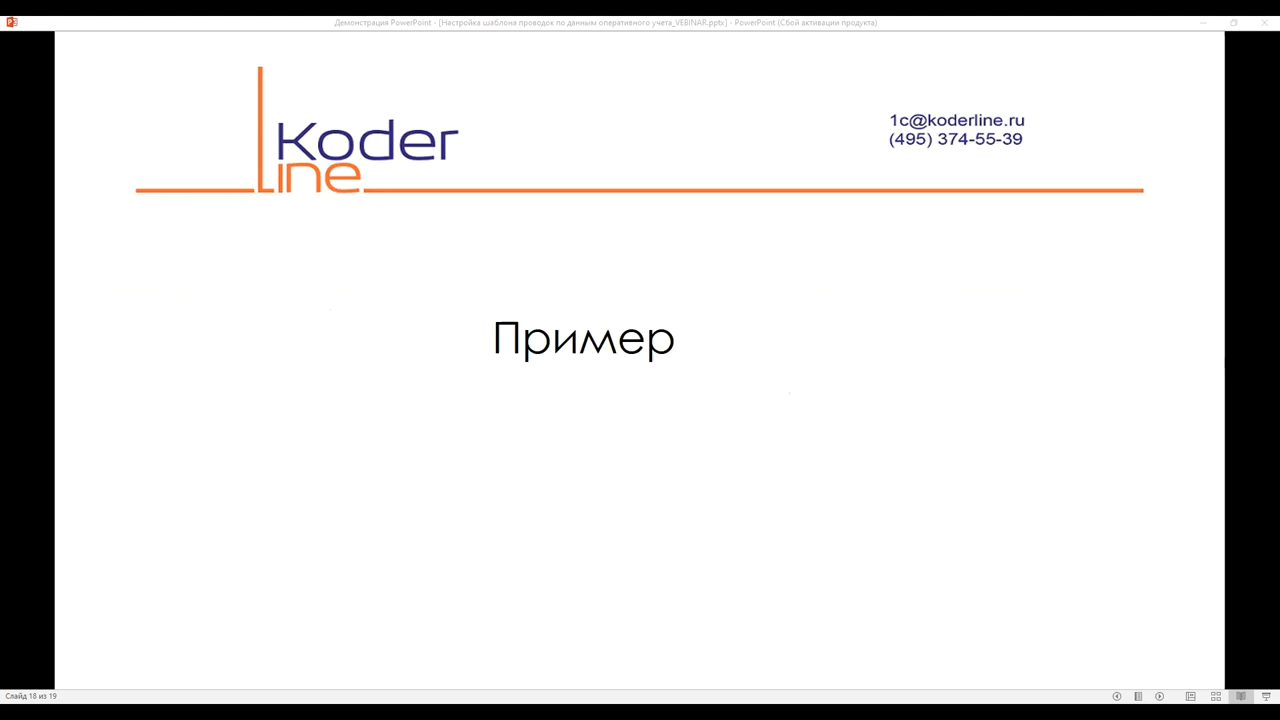 Демонстрация PowerPoint - [Настройка шаблона проводок по данным оперативного учета_VEBINAR.pptx] - PowerPoint (Сбой активации продукта)
Koder
Line
1c@koderline.ru
(495) 374-55-39
Пример
Слайд 18 из 19